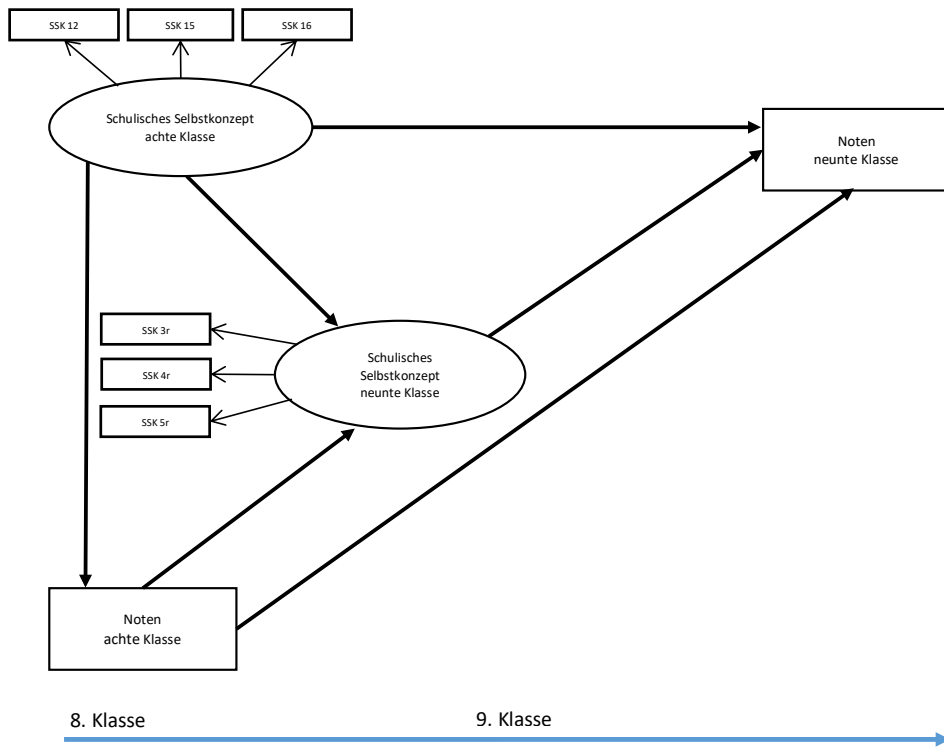 SSK 12
SSK 15
SSK 16
Schulisches Selbstkonzept
achte Klasse
Noten
neunte Klasse
SSK 3r
SSK 4r
SSK 5r
Schulisches
Selbstkonzept
neunte Klasse
Noten
achte Klasse
8. Klasse
9. Klasse